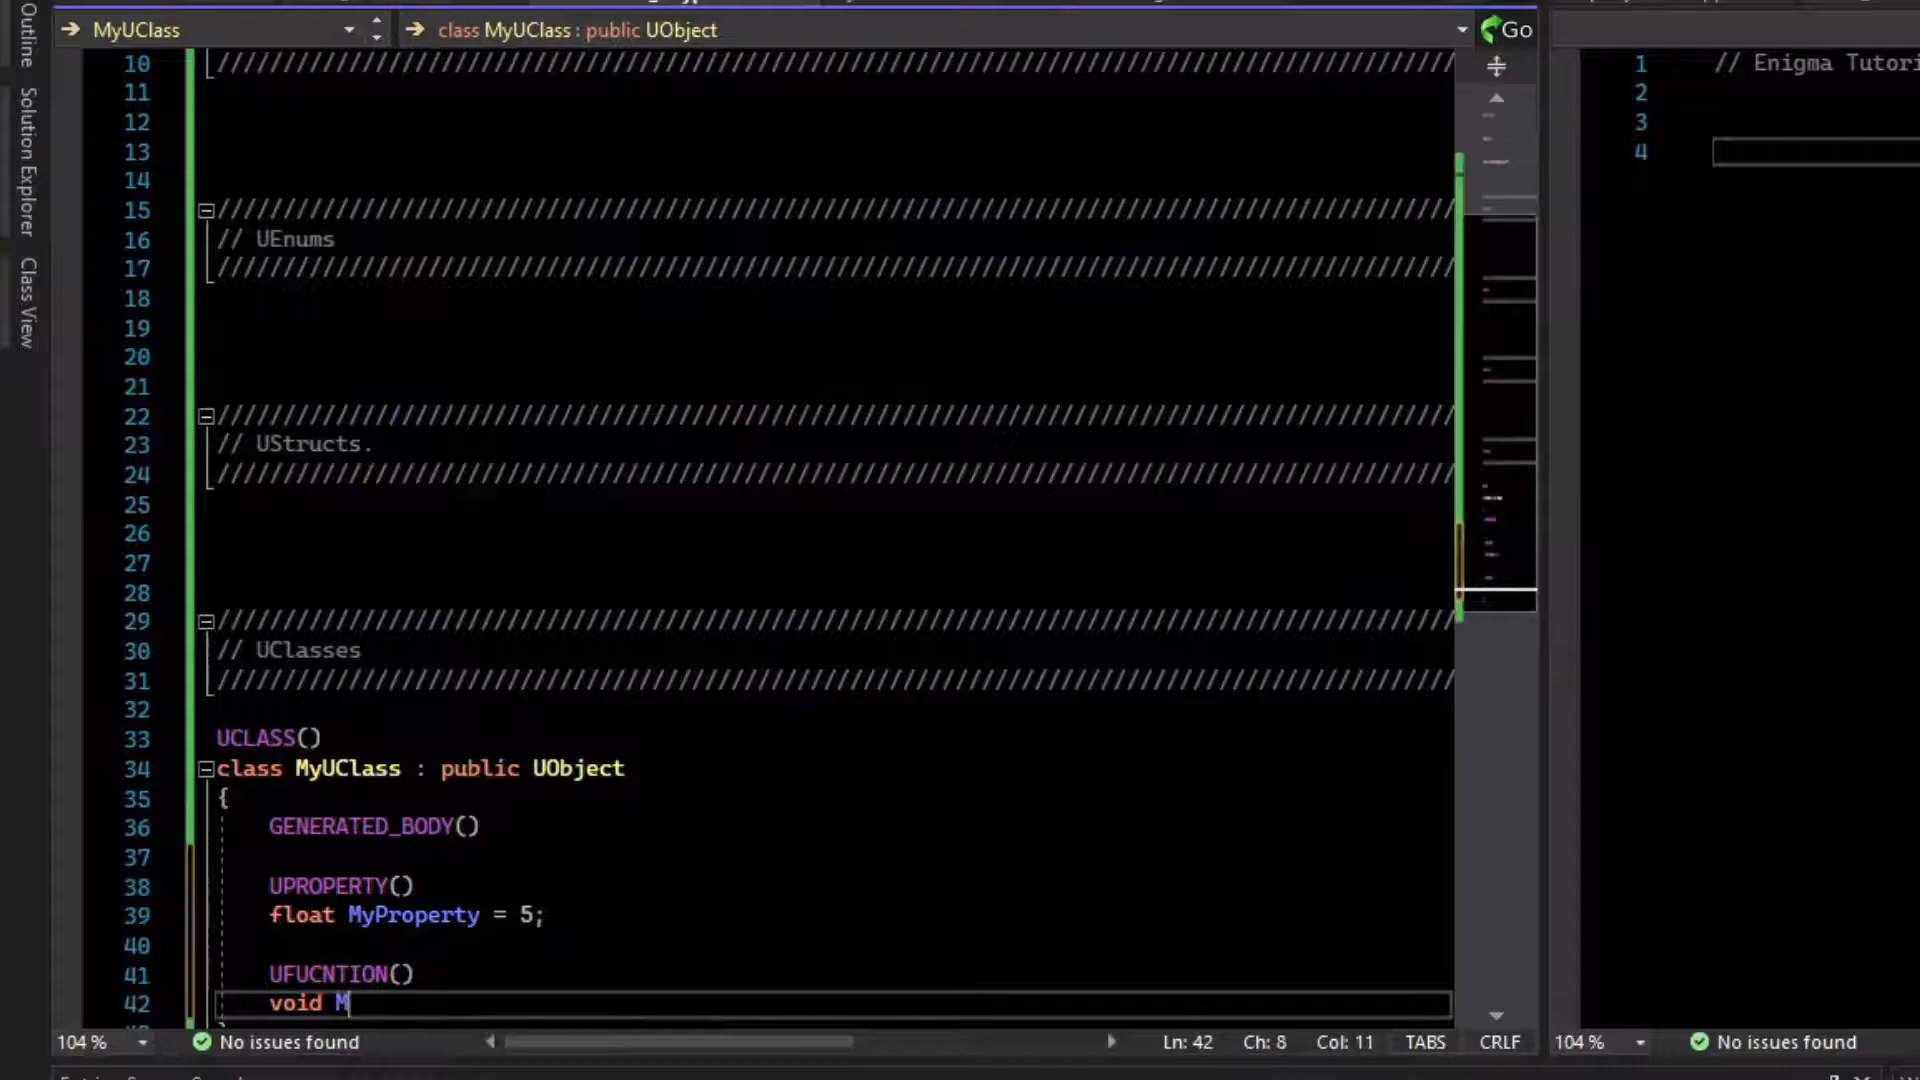 MyUClass
class MyUClass : public UObject
Go
Outline
Solution Explorer
Class View
10 ////////////////////////////////////////////////////////////////////////////////////////////////
11
12
13
14
15 ////////////////////////////////////////////////////////////////////////////////////////////////
16 // UEnums
17 ////////////////////////////////////////////////////////////////////////////////////////////////
18
19
20
21
22 ////////////////////////////////////////////////////////////////////////////////////////////////
23 // UStructs.
24 ////////////////////////////////////////////////////////////////////////////////////////////////
25
26
27
28
29 ////////////////////////////////////////////////////////////////////////////////////////////////
30 // UClasses
31 ////////////////////////////////////////////////////////////////////////////////////////////////
32
33 UCLASS()
34 class MyUClass : public UObject
35 {
36 GENERATED_BODY()
37
38 UPROPERTY()
39 float MyProperty = 5;
40
41 UFUCNTION()
42 void M
104 % No issues found Ln: 42 Ch: 8 Col: 11 TABS CRLF
1 // Enigma Tutori
2
3
4
104 % No issues found